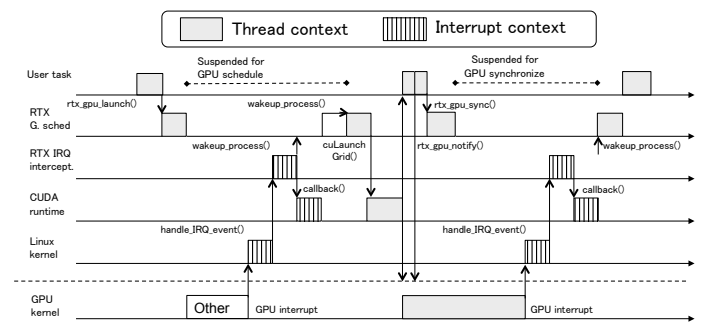 Thread context
Interrupt context
User task
Suspended for
GPU schedule
Suspended for
GPU synchronize
rtx_gpu_launch()
wakeup_process()
rtx_gpu_sync()
RTX
G. sched
wakeup_process()
cuLaunch
Grid()
rtx_gpu_notify()
wakeup_process()
RTX IRQ
intercept.
callback()
callback()
CUDA
runtime
handle_IRQ_event()
handle_IRQ_event()
Linux
kernel
GPU
kernel
Other
GPU interrupt
GPU interrupt